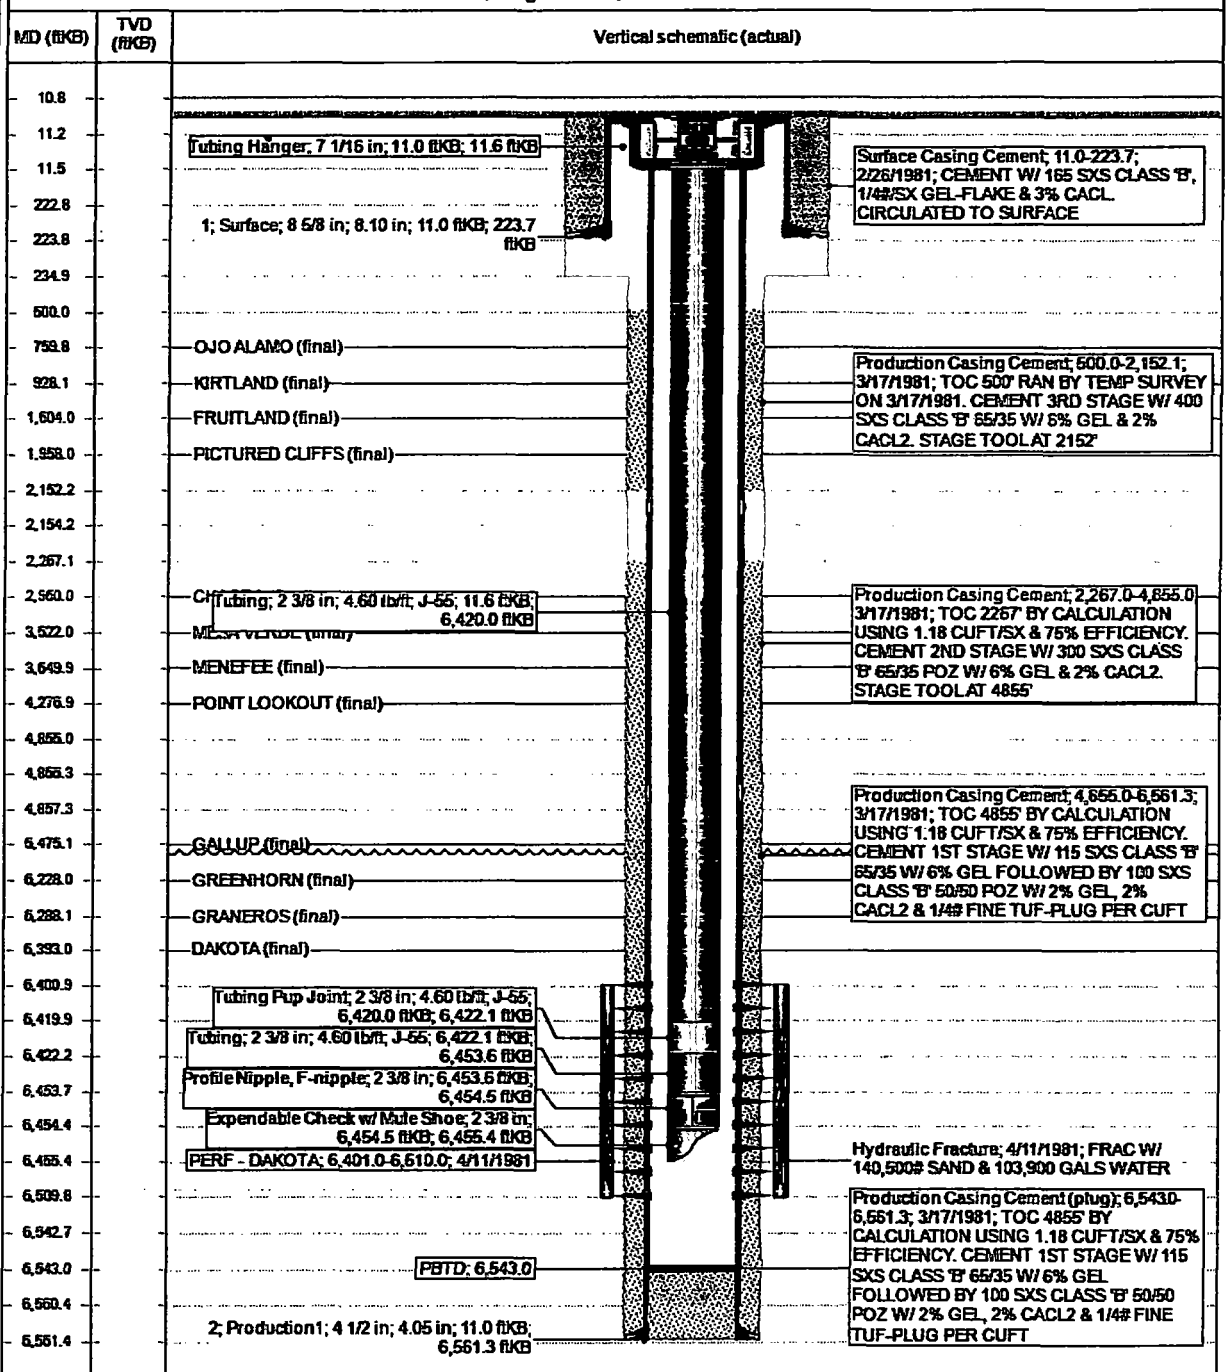 MD (ftKB)
TVD
(ftKB)
Vertical schematic (actual)
10.8
11.2
11.5
222.8
223.8
234.9
500.0
759.8
928.1
1,604.0
1,958.0
2,152.2
2,154.2
2,267.1
2,560.0
3,522.0
3,649.9
4,276.9
4,855.0
4,855.3
4,857.3
5,475.1
6,228.0
6,288.1
6,393.0
6,400.9
6,419.9
6,422.2
6,453.7
6,454.4
6,455.4
6,509.8
6,542.7
6,543.0
6,560.4
6,561.4
Tubing Hanger; 7 1/16 in; 11.0 ftKB; 11.6 ftKB
1; Surface; 8 5/8 in; 8.10 in; 11.0 ftKB; 223.7
ftKB
OJO ALAMO (final)
KIRTLAND (final)
FRUITLAND (final)
PICTURED CLIFFS (final)
Tubing; 2 3/8 in; 4.60 lb/ft; J-55; 11.6 ftKB;
6,420.0 ftKB
MESA VERDE (final)
MENEFEE (final)
POINT LOOKOUT (final)
GALLUP (final)
GREENHORN (final)
GRANEROS (final)
DAKOTA (final)
Tubing Pup Joint; 2 3/8 in; 4.60 lb/ft; J-55;
6,420.0 ftKB; 6,422.1 ftKB
Tubing; 2 3/8 in; 4.60 lb/ft; J-55; 6,422.1 ftKB;
6,453.6 ftKB
Profile Nipple, F-nipple; 2 3/8 in; 6,453.6 ftKB;
6,454.5 ftKB
Expendable Check w/ Mule Shoe; 2 3/8 in;
6,454.5 ftKB; 6,455.4 ftKB
PERF - DAKOTA; 6,401.0-6,510.0; 4/11/1981
PBTD; 6,543.0
2; Production1; 4 1/2 in; 4.05 in; 11.0 ftKB;
6,561.3 ftKB
Surface Casing Cement; 11.0-223.7;
2/26/1981; CEMENT W/ 165 SXS CLASS 'B',
1/4#/SX GEL-FLAKE & 3% CACL.
CIRCULATED TO SURFACE
Production Casing Cement; 500.0-2,152.1;
3/17/1981; TOC 500' RAN BY TEMP SURVEY
ON 3/17/1981. CEMENT 3RD STAGE W/ 400
SXS CLASS 'B' 65/35 W/ 6% GEL & 2%
CACL2. STAGE TOOL AT 2152'
Production Casing Cement; 2,267.0-4,855.0;
3/17/1981; TOC 2267' BY CALCULATION
USING 1.18 CUFT/SX & 75% EFFICIENCY.
CEMENT 2ND STAGE W/ 300 SXS CLASS
'B' 65/35 POZ W/ 6% GEL & 2% CACL2.
STAGE TOOL AT 4855'
Production Casing Cement; 4,855.0-6,561.3;
3/17/1981; TOC 4855' BY CALCULATION
USING 1.18 CUFT/SX & 75% EFFICIENCY.
CEMENT 1ST STAGE W/ 115 SXS CLASS 'B'
65/35 W/ 6% GEL FOLLOWED BY 100 SXS
CLASS 'B' 50/50 POZ W/ 2% GEL, 2%
CACL2 & 1/4# FINE TUF-PLUG PER CUFT
Hydraulic Fracture; 4/11/1981; FRAC W/
140,500# SAND & 103,900 GALS WATER
Production Casing Cement (plug); 6,543.0-
6,561.3; 3/17/1981; TOC 4855' BY
CALCULATION USING 1.18 CUFT/SX & 75%
EFFICIENCY. CEMENT 1ST STAGE W/ 115
SXS CLASS 'B' 65/35 W/ 6% GEL
FOLLOWED BY 100 SXS CLASS 'B' 50/50
POZ W/ 2% GEL, 2% CACL2 & 1/4# FINE
TUF-PLUG PER CUFT